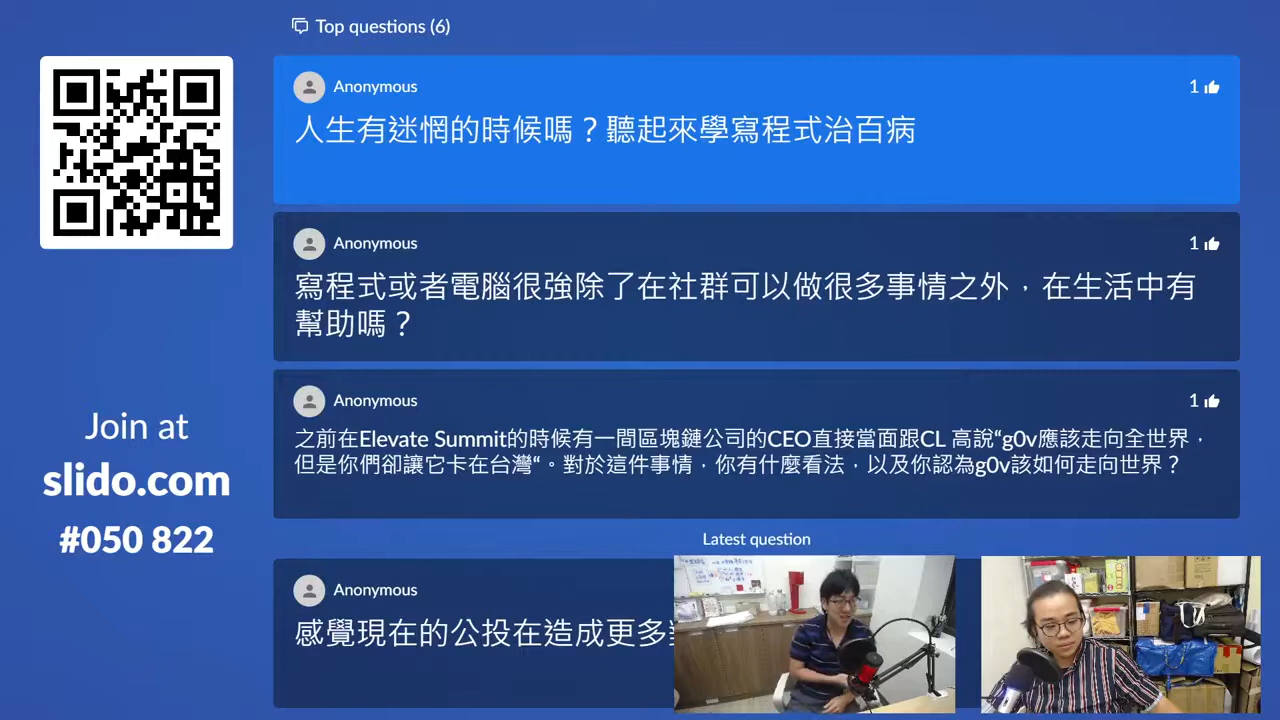 Top questions (6)
Anonymous
1
人生有迷惘的時候嗎？聽起來學寫程式治百病
Anonymous
1
寫程式或者電腦很強除了在社群可以做很多事情之外，在生活中有
幫助嗎？
Anonymous
1
之前在Elevate Summit的時候有一間區塊鏈公司的CEO直接當面跟CL 高說“g0v應該走向全世界，
但是你們卻讓它卡在台灣“。對於這件事情，你有什麼看法，以及你認為g0v該如何走向世界？
Join at
slido.com
#050 822
Latest question
Anonymous
感覺現在的公投在造成更多